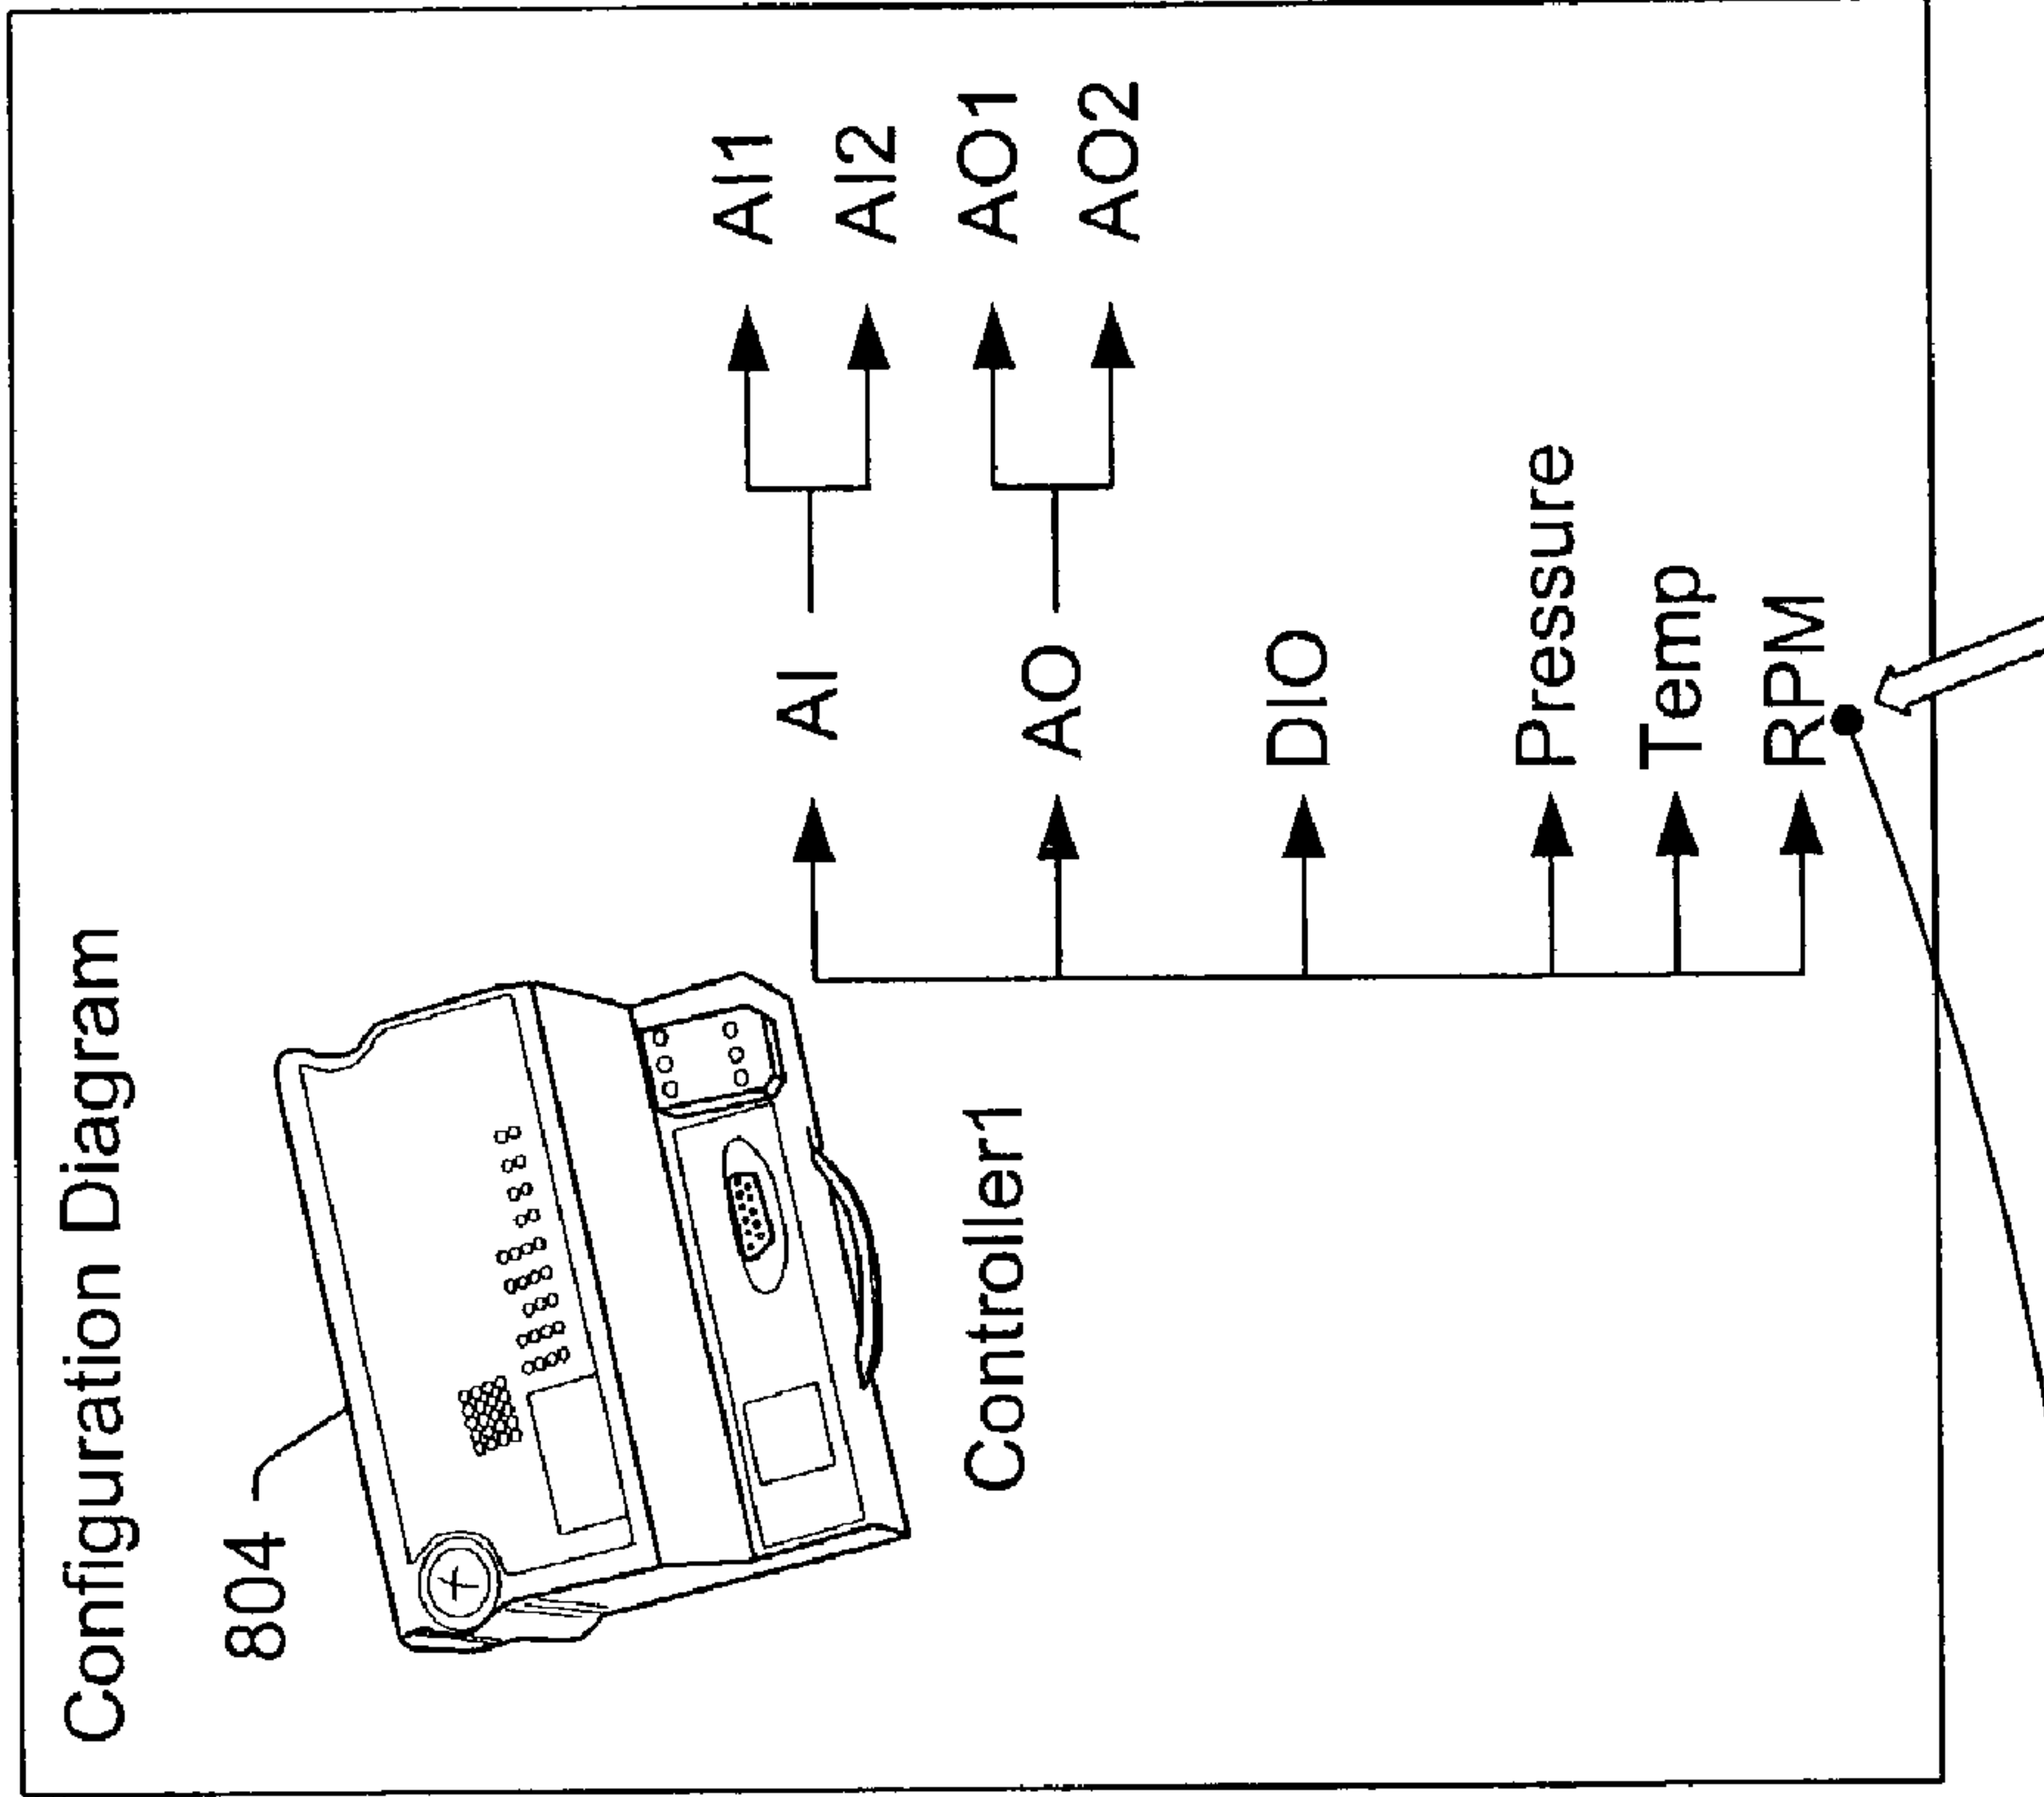 Configuration Diagram
804
Controller1
AI
AI1
AI2
AO
AO1
AO2
DIO
Pressure
Temp
RPM